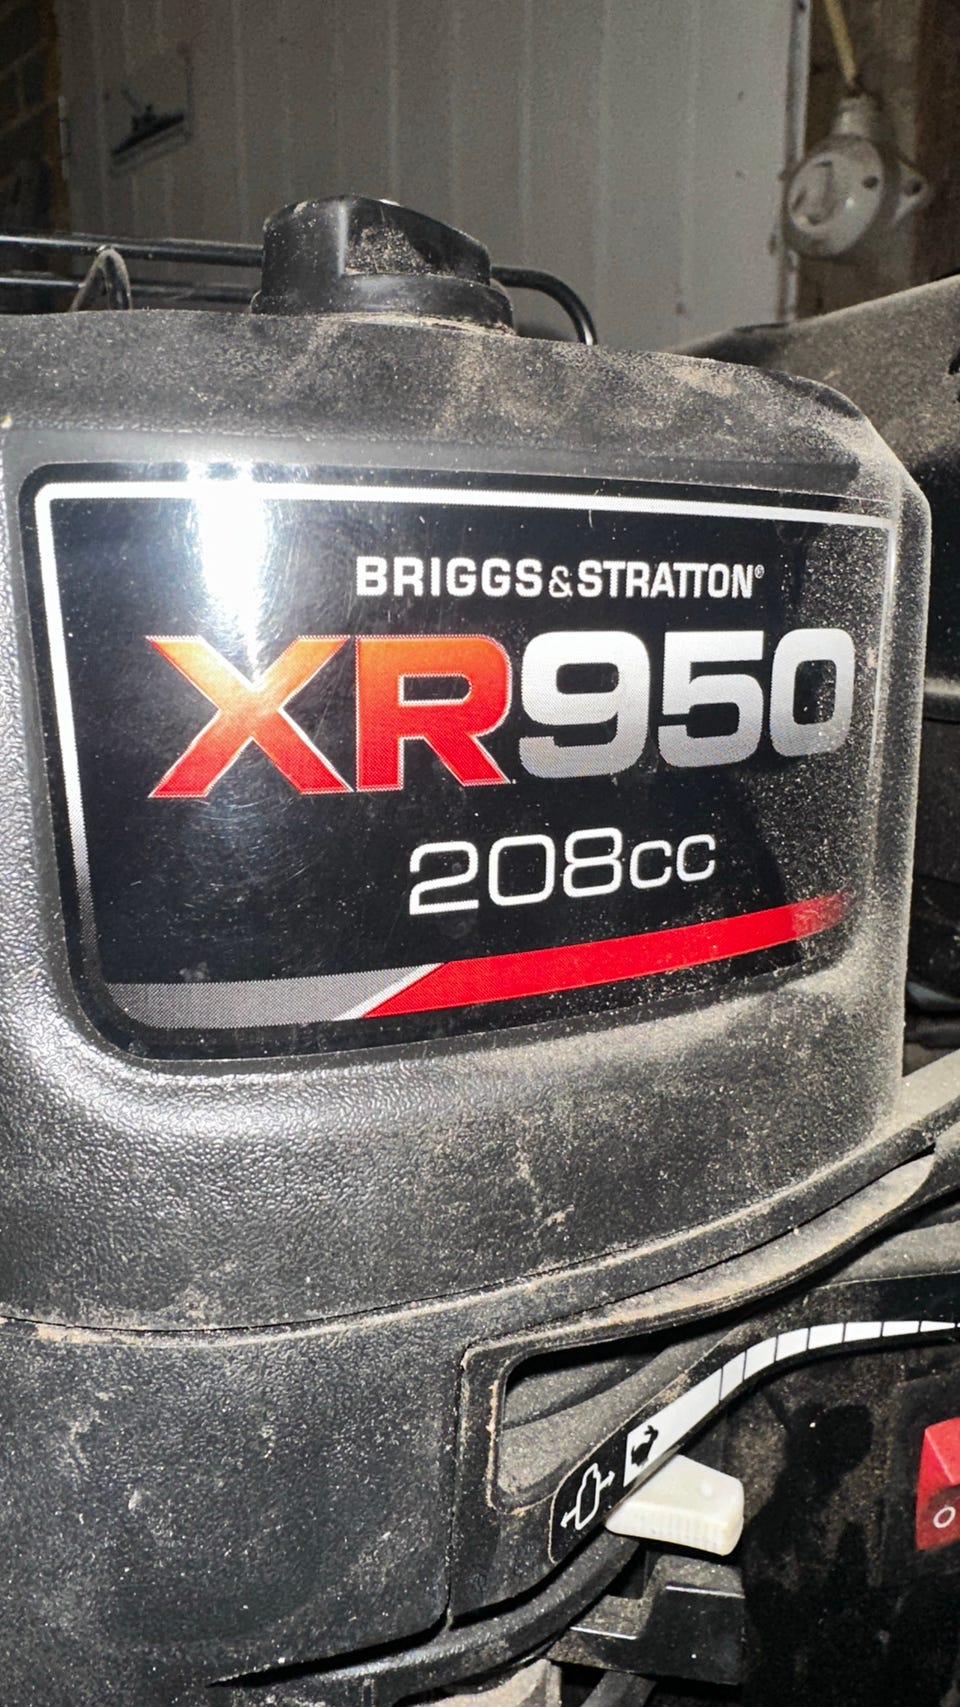 BRIGGS & STRATTON®
XR950
208cc
O